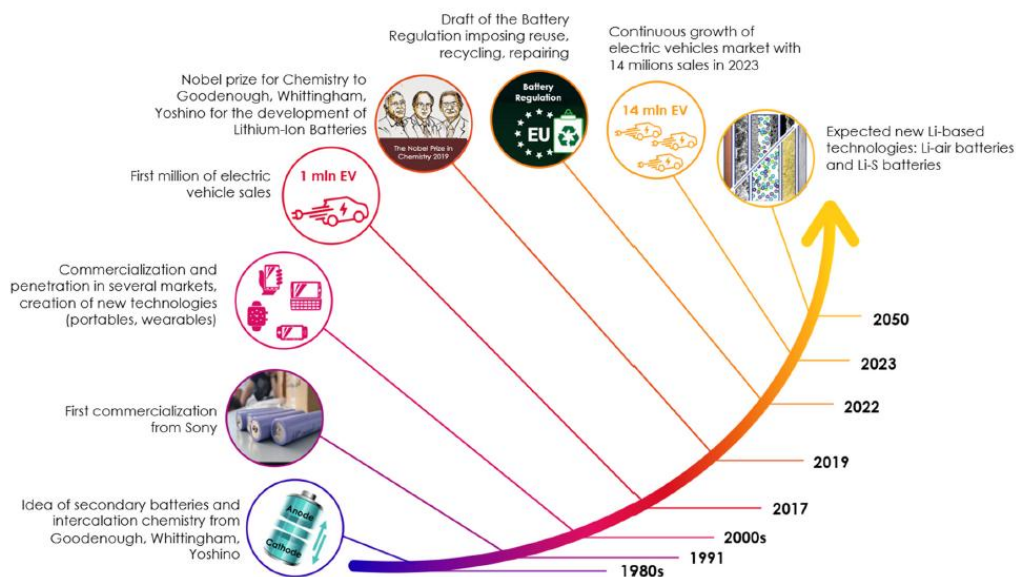 Draft of the Battery
Regulation imposing reuse,
recycling, repairing
Continuous growth of
electric vehicles market with
14 milions sales in 2023
Nobel prize for Chemistry to
Goodenough, Whittingham,
Yoshino for the development of
Lithium-Ion Batteries
The Nobel Prize in
Chemistry 2019
Battery
Regulation
EU
14 mln EV
Expected new Li-based
technologies: Li-air batteries
and Li-S batteries
First million of electric
vehicle sales
1 mln EV
Commercialization and
penetration in several markets,
creation of new technologies
(portables, wearables)
First commercialization
from Sony
Idea of secondary batteries and
intercalation chemistry from
Goodenough, Whittingham,
Yoshino
Anode
Cathode
2050
2023
2022
2019
2017
2000s
1991
1980s